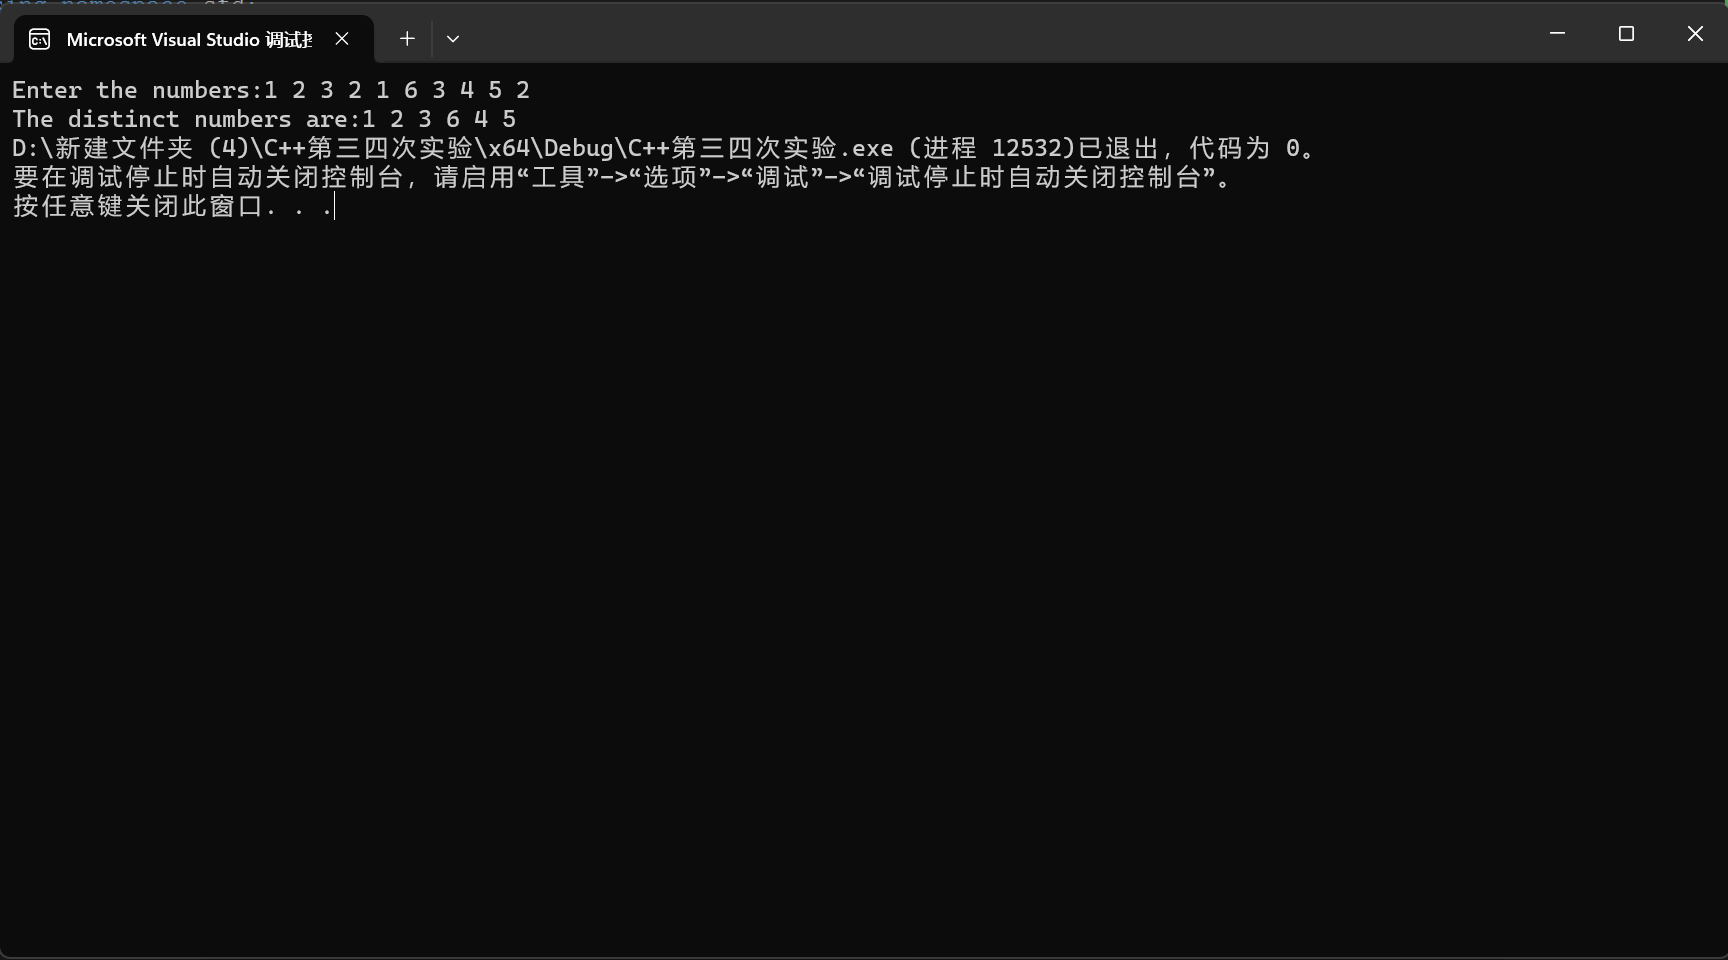 Microsoft Visual Studio 调试
Enter the numbers:1 2 3 2 1 6 3 4 5 2
The distinct numbers are:1 2 3 6 4 5
D:\新建文件夹 (4)\C++第三四次实验\x64\Debug\C++第三四次实验.exe (进程 12532)已退出，代码为 0。
要在调试停止时自动关闭控制台，请启用“工具”->“选项”->“调试”->“调试停止时自动关闭控制台”。
按任意键关闭此窗口. . .